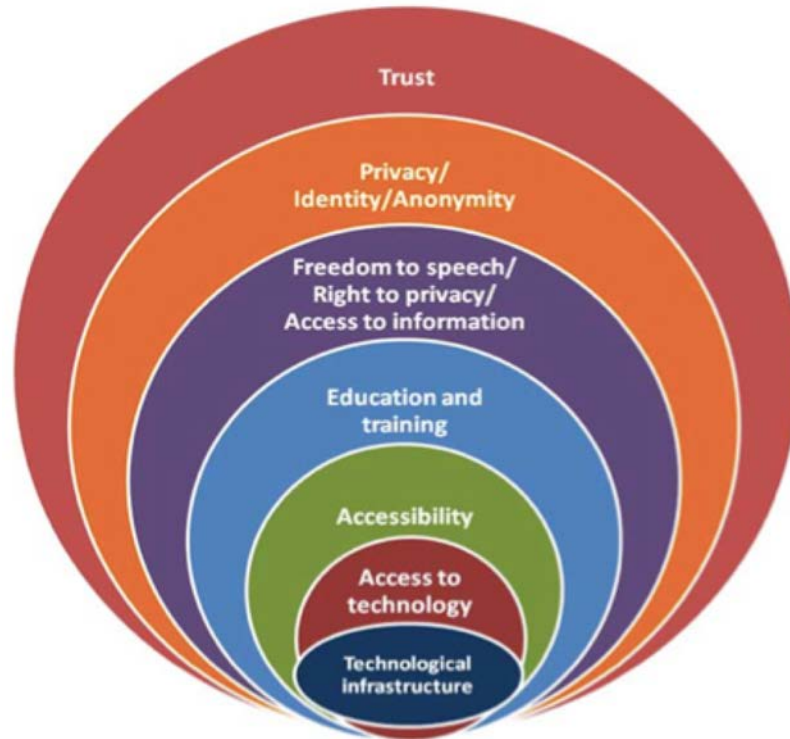 Trust
Privacy/
Identity/Anonymity
Freedom to speech/
Right to privacy/
Access to information
Education and
training
Accessibility
Access to
technology
Technological
infrastructure